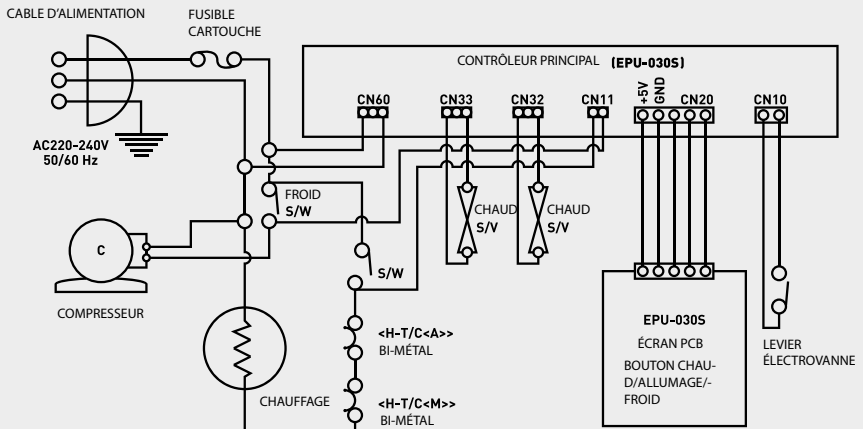 CABLE D'ALIMENTATION
FUSIBLE
CARTOUCHE
CONTRÔLEUR PRINCIPAL (EPU-030S)
CN60
CN33
CN32
CN11
+5V
GND
CN20
CN10
AC220-240V
50/60 Hz
FROID
S/W
CHAUD
S/V
CHAUD
S/V
C
S/W
COMPRESSEUR
EPU-030S
ÉCRAN PCB
BOUTON CHAU-
D/ALLUMAGE/-
FROID
LEVIER
ÉLECTROVANNE
<H-T/C<A>>
BI-MÉTAL
CHAUFFAGE
<H-T/C<M>>
BI-MÉTAL